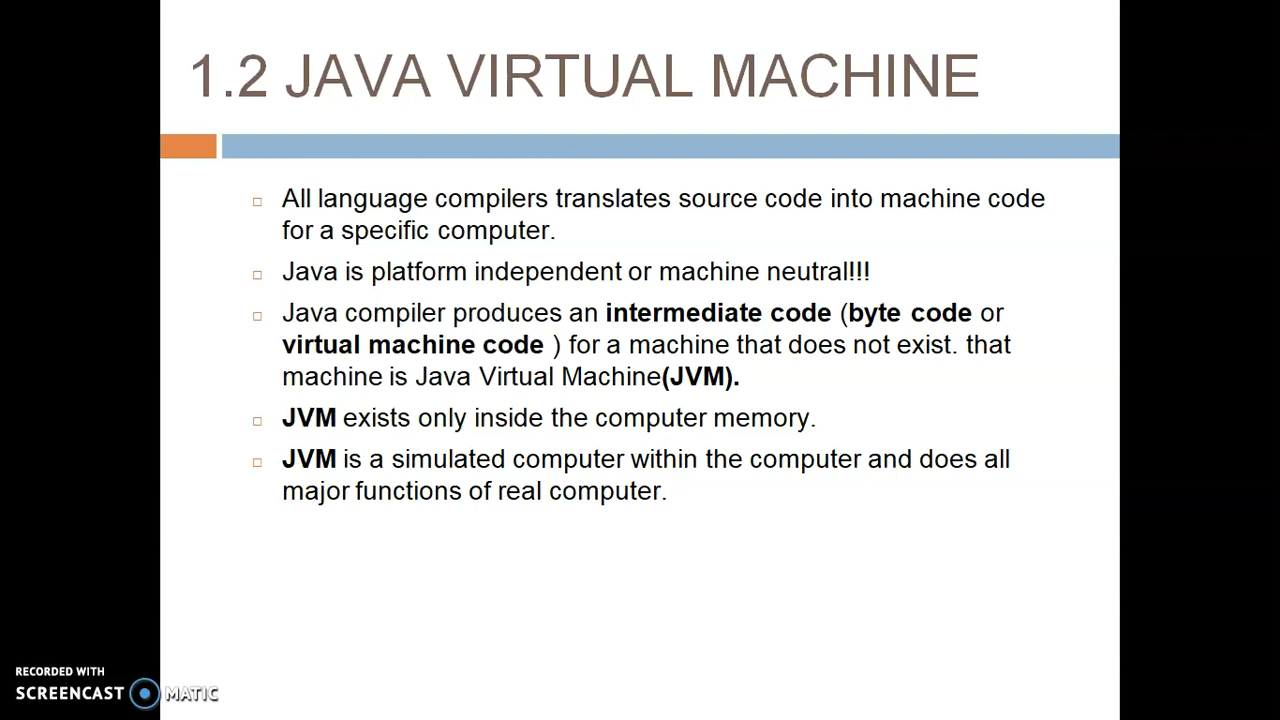 1.2 JAVA VIRTUAL MACHINE
All language compilers translates source code into machine code
for a specific computer.
Java is platform independent or machine neutral!!!
Java compiler produces an intermediate code (byte code or
virtual machine code ) for a machine that does not exist. that
machine is Java Virtual Machine(JVM).
JVM exists only inside the computer memory.
JVM is a simulated computer within the computer and does all
major functions of real computer.
RECORDED WITH
SCREENCAST MATIC